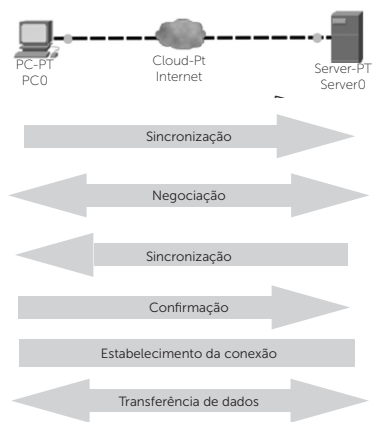 PC-PT
PC0
Cloud-Pt
Internet
Server-PT
Server0
Sincronização
Negociação
Sincronização
Confirmação
Estabelecimento da conexão
Transferência de dados